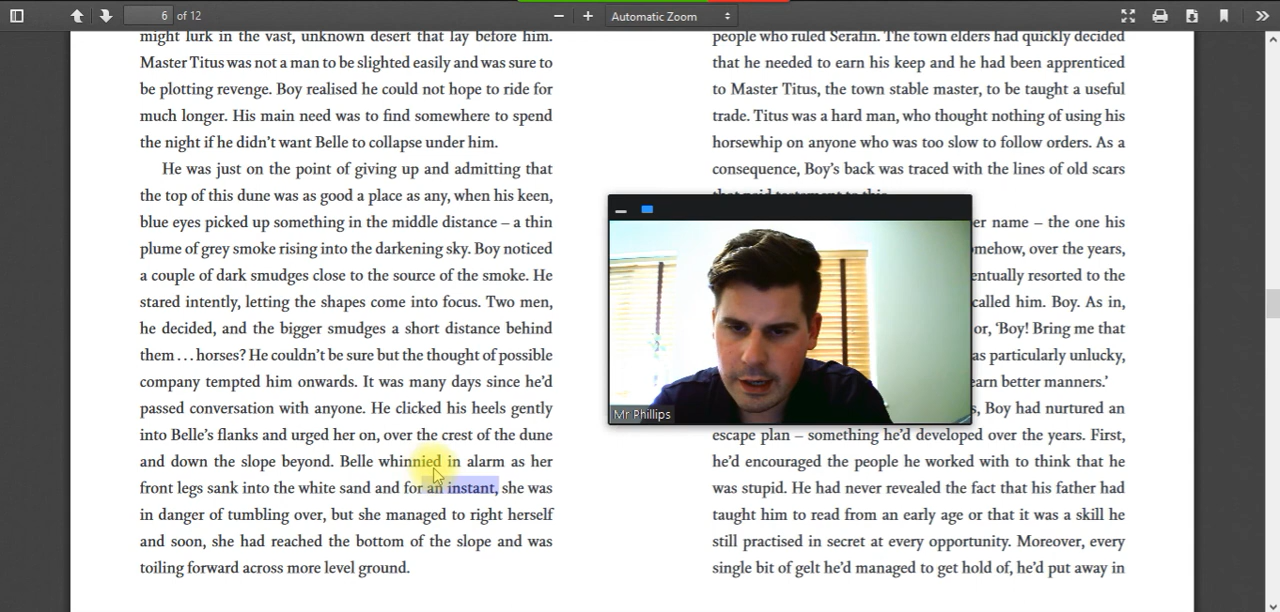 6 of 12
Automatic Zoom
might lurk in the vast, unknown desert that lay before him.
Master Titus was not a man to be slighted easily and was sure to
be plotting revenge. Boy realised he could not hope to ride for
much longer. His main need was to find somewhere to spend
the night if he didn't want Belle to collapse under him.
He was just on the point of giving up and admitting that
the top of this dune was as good a place as any, when his keen,
blue eyes picked up something in the middle distance – a thin
plume of grey smoke rising into the darkening sky. Boy noticed
a couple of dark smudges close to the source of the smoke. He
stared intently, letting the shapes come into focus. Two men,
he decided, and the bigger smudges a short distance behind
them . . . horses? He couldn't be sure but the thought of possible
company tempted him onwards. It was many days since he'd
passed conversation with anyone. He clicked his heels gently
into Belle's flanks and urged her on, over the crest of the dune
and down the slope beyond. Belle whinnied in alarm as her
front legs sank into the white sand and for an instant, she was
in danger of tumbling over, but she managed to right herself
and soon, she had reached the bottom of the slope and was
toiling forward across more level ground.
people who ruled Serafin. The town elders had quickly decided
that he needed to earn his keep and he had been apprenticed
to Master Titus, the town stable master, to be taught a useful
trade. Titus was a hard man, who thought nothing of using his
horsewhip on anyone who was too slow to follow orders. As a
consequence, Boy's back was traced with the lines of old scars
that paid testament to this.
er name – the one his
mehow, over the years,
entually resorted to the
called him. Boy. As in,
or, 'Boy! Bring me that
as particularly unlucky,
earn better manners.'
s, Boy had nurtured an
escape plan – something he'd developed over the years. First,
he'd encouraged the people he worked with to think that he
was stupid. He had never revealed the fact that his father had
taught him to read from an early age or that it was a skill he
still practised in secret at every opportunity. Moreover, every
single bit of gelt he'd managed to get hold of, he'd put away in
Mr Phillips